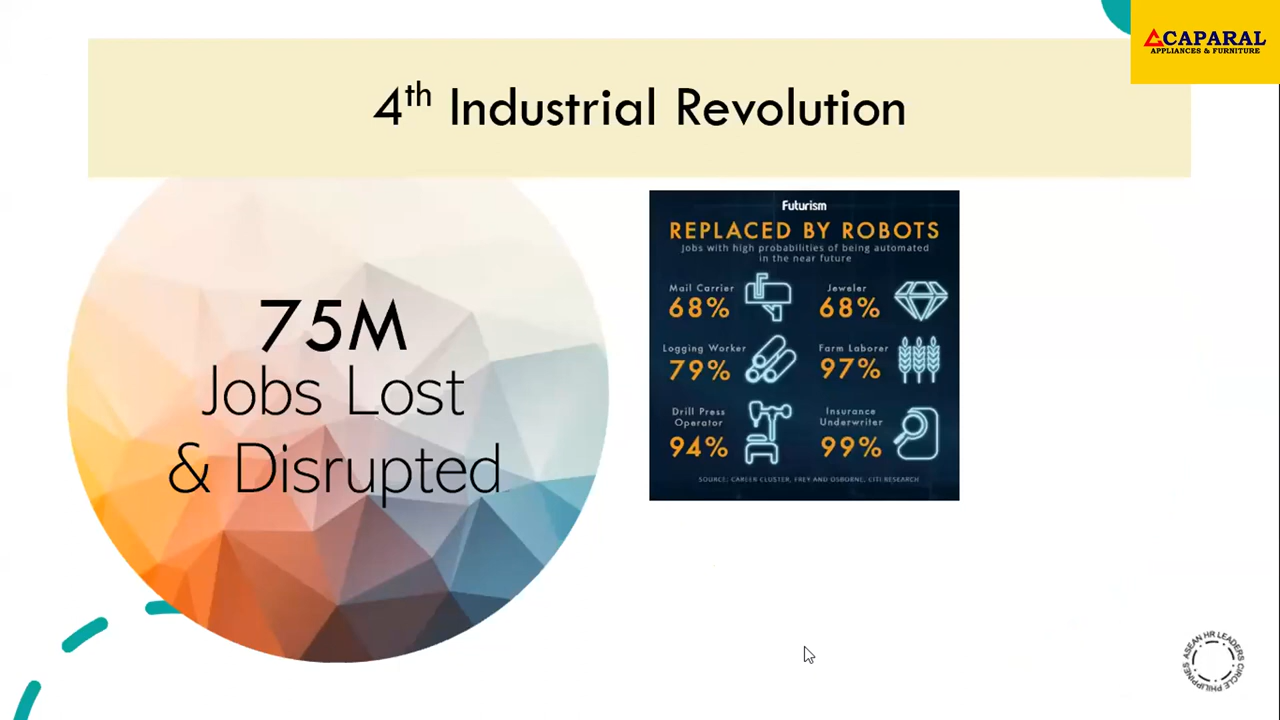 CAPARAL
APPLIANCES & FURNITURE
4th Industrial Revolution
75M
Jobs Lost
& Disrupted
Futurism
REPLACED BY ROBOTS
Jobs with high probabilities of being automated
in the near future
Mail Carrier
68%
Jeweler
68%
Logging Worker
79%
Farm Laborer
97%
Drill Press
Operator
94%
Insurance
Underwriter
99%
SOURCE: CAREER CLUSTER, FREY AND OSBORNE, CITI RESEARCH
ASEAN HR LEADERS CIRCLE PHILIPPINES